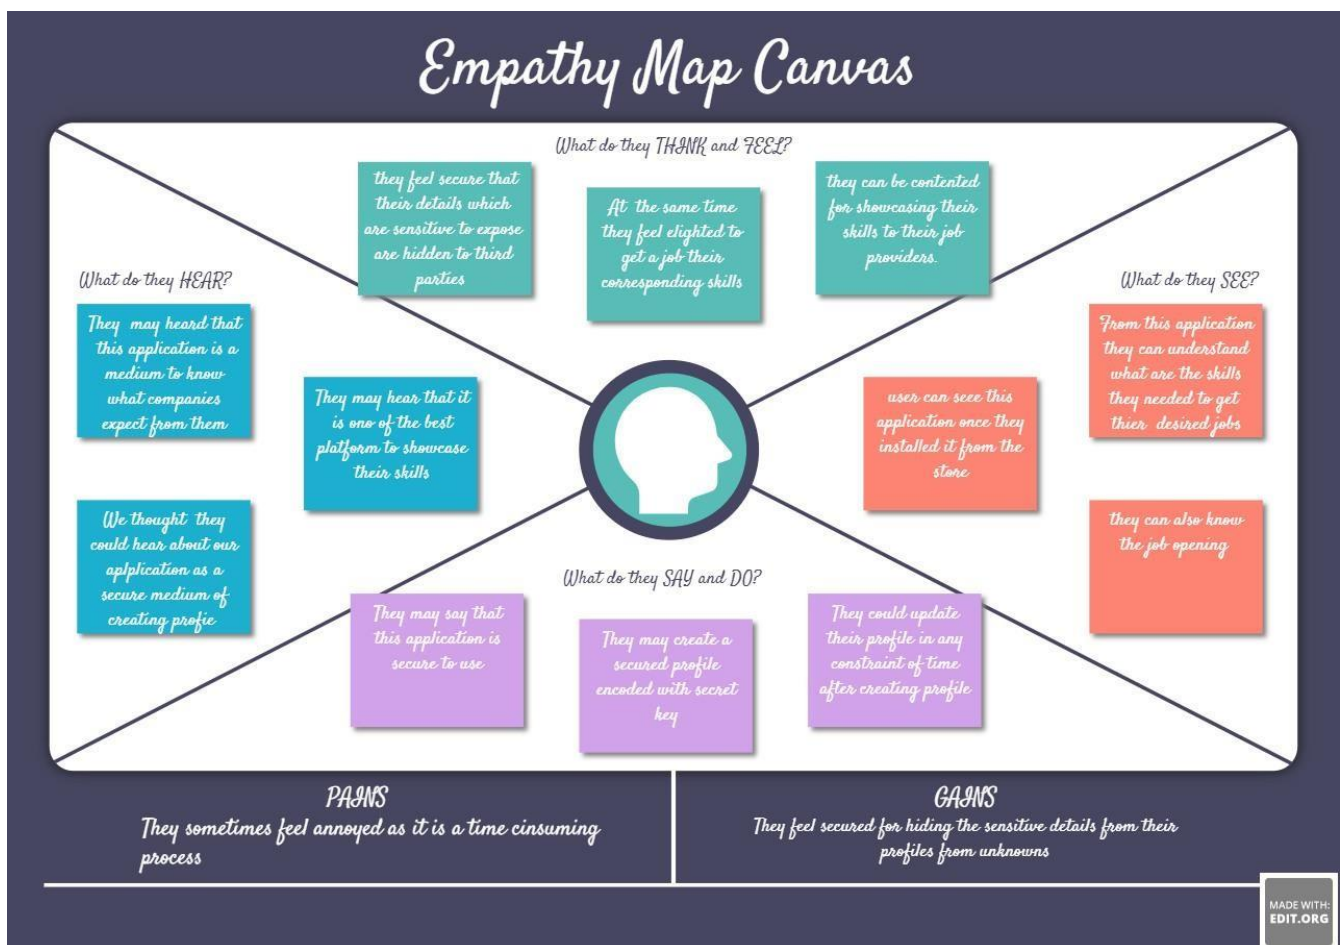 Empathy Map Canvas
What do they THINK and FEEL?
they feel secure that
their details which
are sensitive to expose
are hidden to third
parties
At the same time
they feel elighted to
get a job their
corresponding skills
they can be contented
for showcasing their
skills to their job
providers.
What do they HEAR?
They may heard that
this application is a
medium to know
what companies
expect from them
They may hear that it
is one of the best
platform to showcase
their skills
We thought they
could hear about our
aplplication as a
secure medium of
creating profie
What do they SEE?
From this application
they can understand
what are the skills
they needed to get
thier desired jobs
user can seee this
application once they
installed it from the
store
they can also know
the job opening
What do they SAY and DO?
They may say that
this application is
secure to use
They may create a
secured profile
encoded with secret
key
They could update
their profile in any
constraint of time
after creating profile
PAINS
They sometimes feel annoyed as it is a time cinsuming
process
GAINS
They feel secured for hiding the sensitive details from their
profiles from unknowns
MADE WITH:
EDIT.ORG